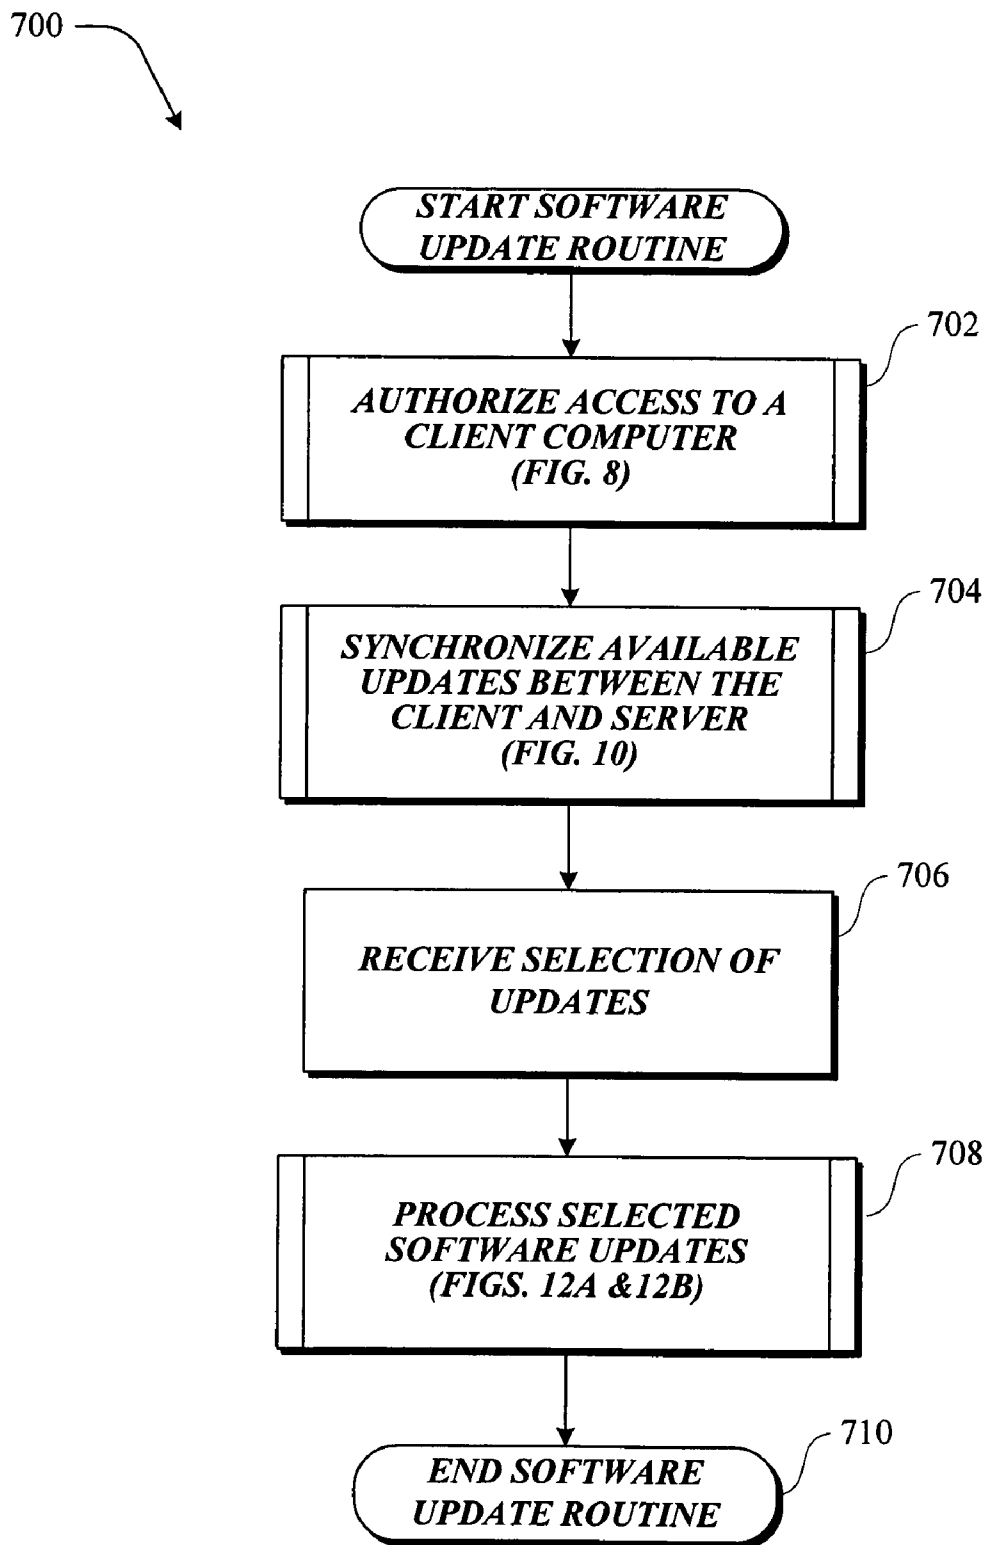 700
START SOFTWARE
UPDATE ROUTINE
702
AUTHORIZE ACCESS TO A
CLIENT COMPUTER
(FIG. 8)
704
SYNCHRONIZE AVAILABLE
UPDATES BETWEEN THE
CLIENT AND SERVER
(FIG. 10)
706
RECEIVE SELECTION OF
UPDATES
708
PROCESS SELECTED
SOFTWARE UPDATES
(FIGS. 12A &12B)
710
END SOFTWARE
UPDATE ROUTINE